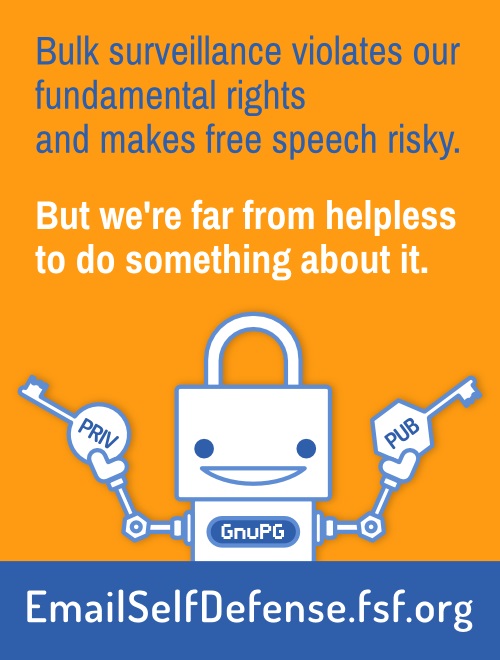 Bulk surveillance violates our
fundamental rights
and makes free speech risky.
But we're far from helpless
to do something about it.
PRIV
PUB
GnuPG
EmailSelfDefense.fsf.org